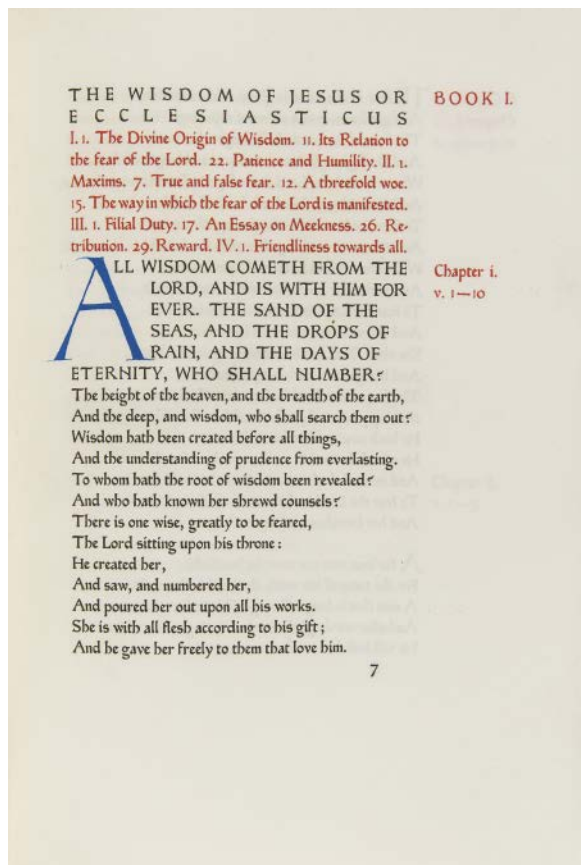 THE WISDOM OF JESUS OR
ECCLESIASTICUS
BOOK I.
I. 1. The Divine Origin of Wisdom. 11. Its Relation to
the fear of the Lord. 22. Patience and Humility. II. 1.
Maxims. 7. True and false fear. 12. A threefold woe.
15. The way in which the fear of the Lord is manifested.
III. 1. Filial Duty. 17. An Essay on Meekness. 26. Re-
tribution. 29. Reward. IV. 1. Friendliness towards all.
ALL WISDOM COMETH FROM THE
LORD, AND IS WITH HIM FOR
EVER. THE SAND OF THE
SEAS, AND THE DROPS OF
RAIN, AND THE DAYS OF
ETERNITY, WHO SHALL NUMBER?
Chapter i.
v. 1—10
The height of the heaven, and the breadth of the earth,
And the deep, and wisdom, who shall search them out?
Wisdom hath been created before all things,
And the understanding of prudence from everlasting.
To whom hath the root of wisdom been revealed?
And who hath known her shrewd counsels?
There is one wise, greatly to be feared,
The Lord sitting upon his throne:
He created her,
And saw, and numbered her,
And poured her out upon all his works.
She is with all flesh according to his gift;
And he gave her freely to them that love him.
7